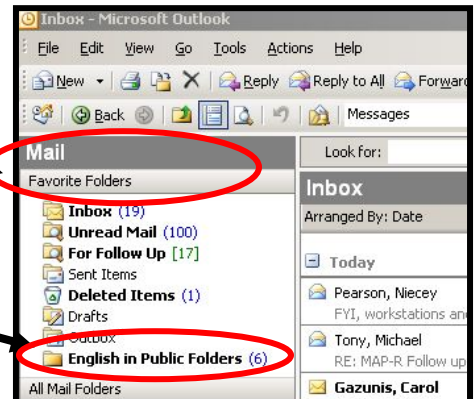 Inbox - Microsoft Outlook
File Edit View Go Tools Actions Help
New Reply Reply to All Forward
Back Messages
Mail
Favorite Folders
Inbox (19)
Unread Mail (100)
For Follow Up [17]
Sent Items
Deleted Items (1)
Drafts
Outbox
English in Public Folders (6)
All Mail Folders
Look for:
Inbox
Arranged By: Date
Today
Pearson, Niecey
FYI, workstations an
Tony, Michael
RE: MAP-R Follow up
Gazunis, Carol